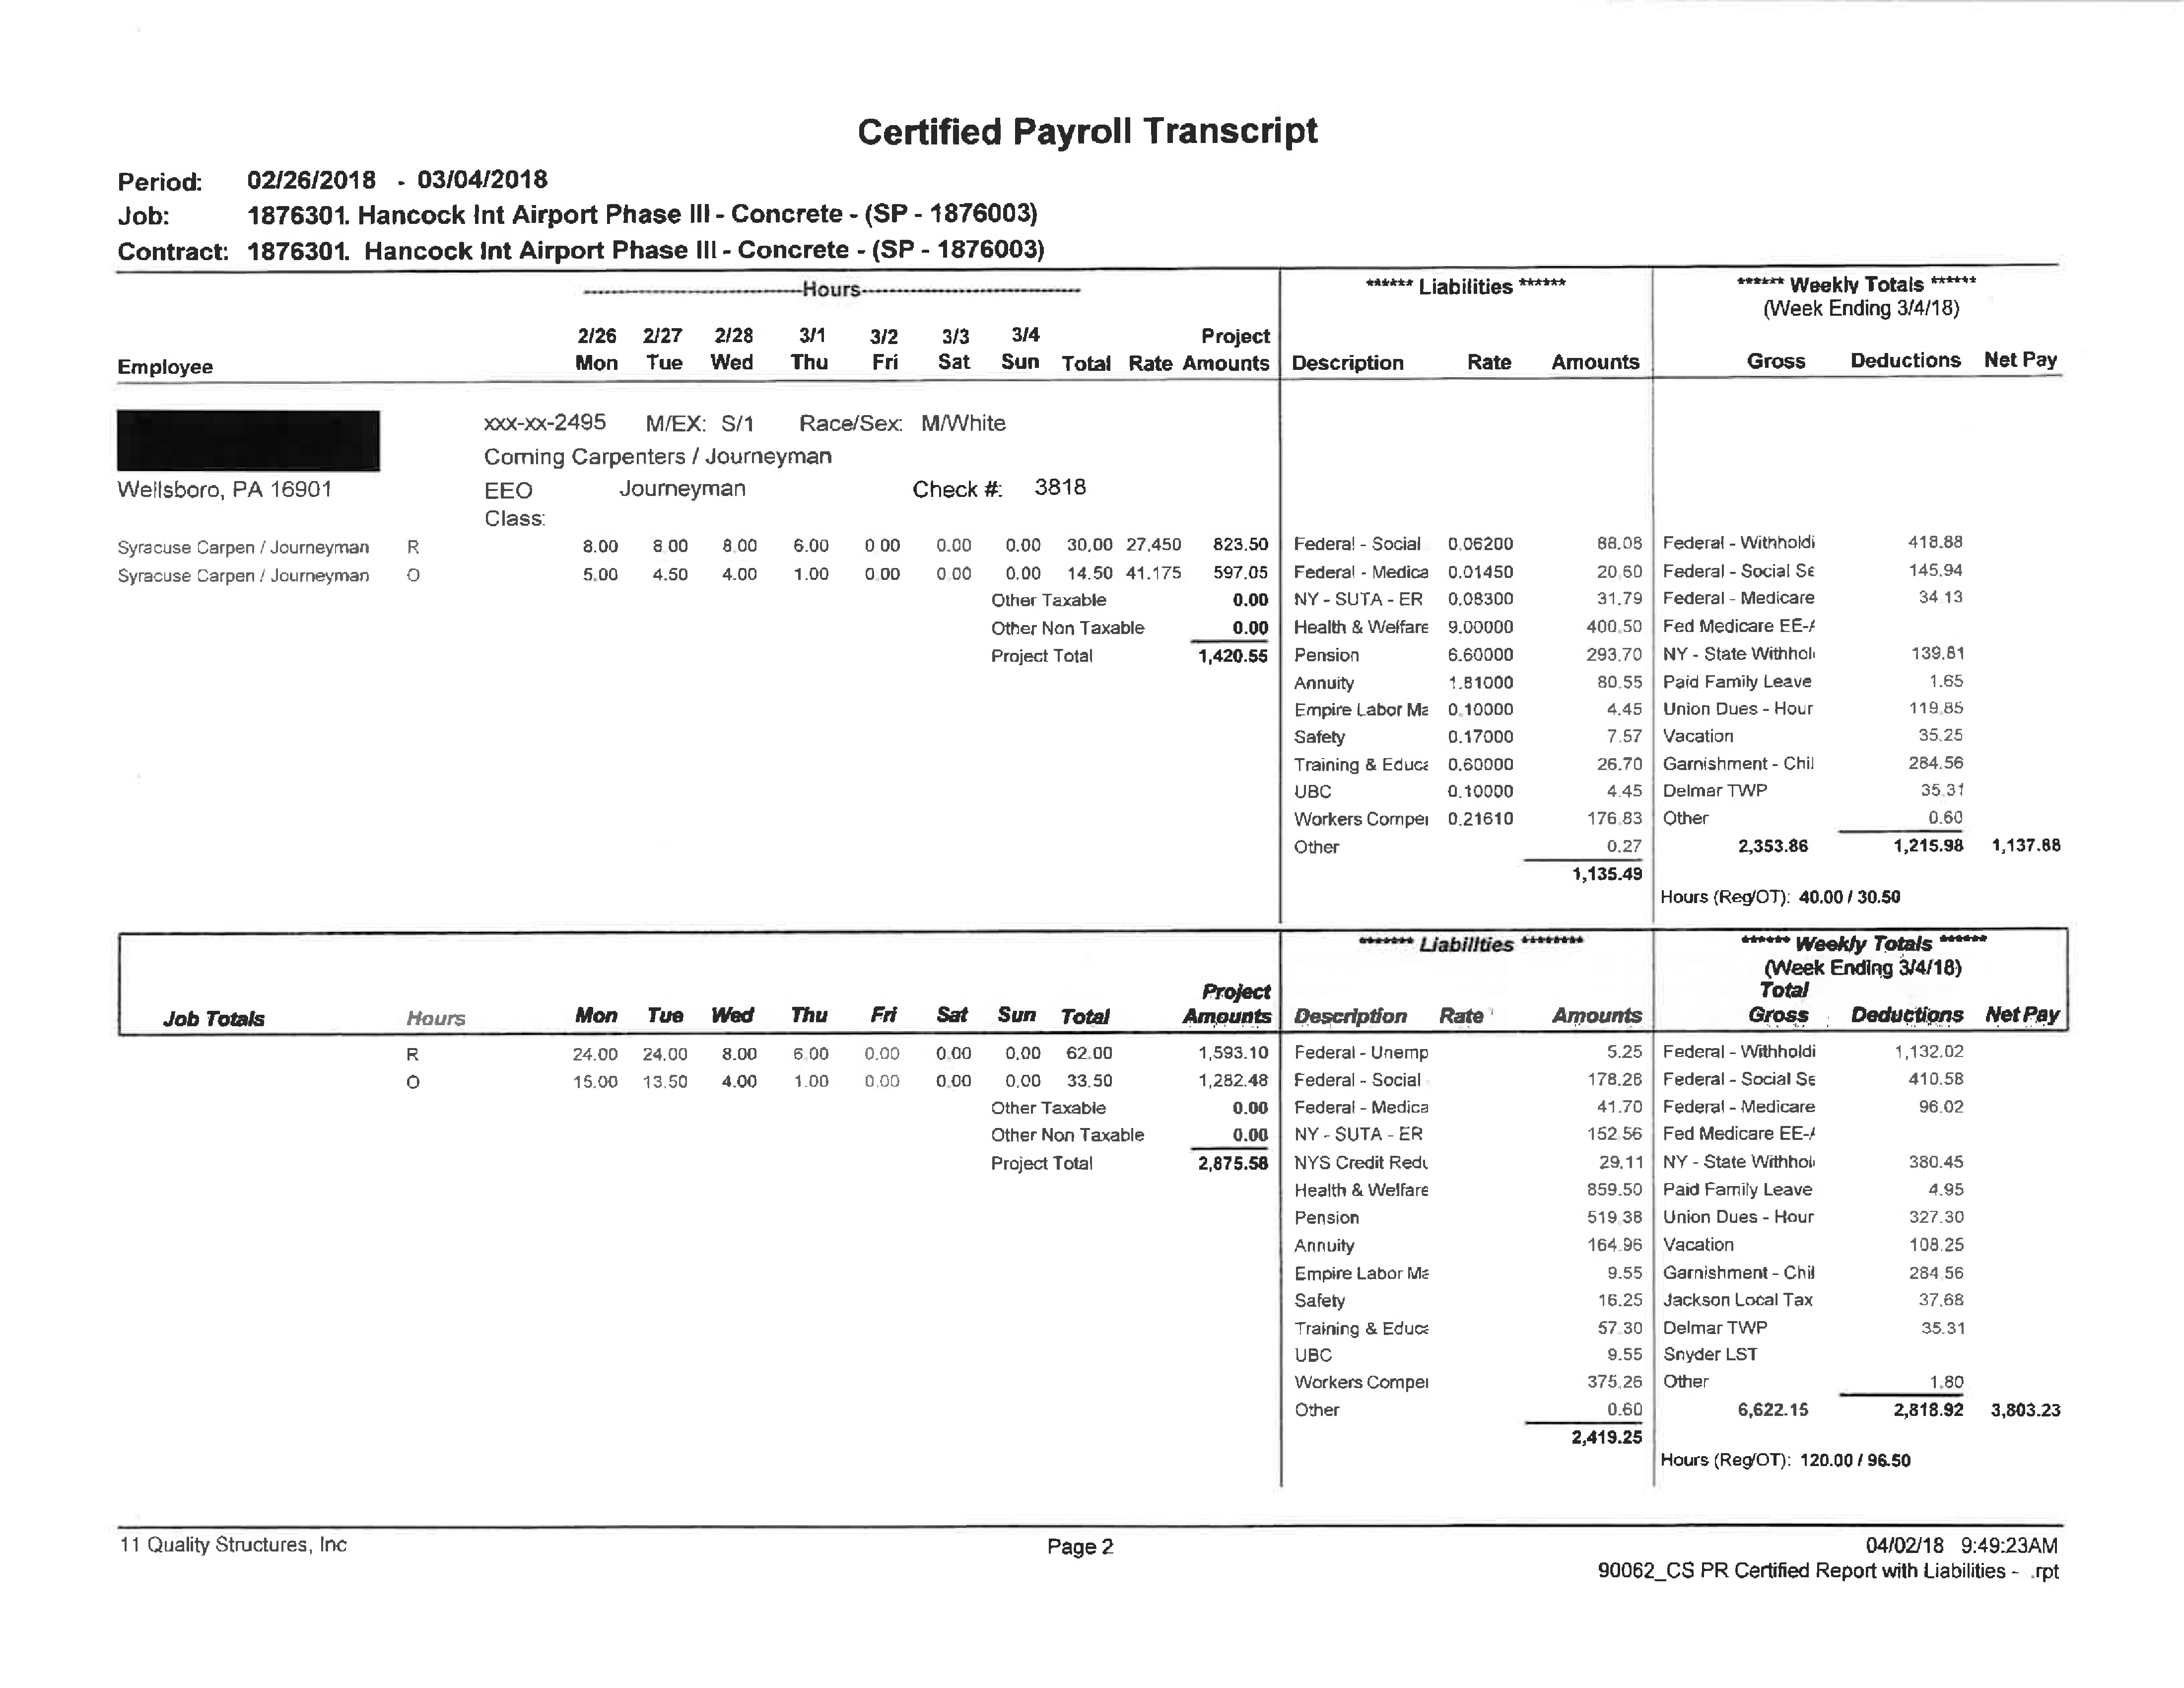 Certified Payroll Transcript
Period: 02/26/2018 - 03/04/2018
Job: 1876301. Hancock Int Airport Phase III - Concrete - (SP - 1876003)
Contract: 1876301. Hancock Int Airport Phase III - Concrete - (SP - 1876003)
Hours ****** Liabilities ****** ****** Weekly Totals ******
(Week Ending 3/4/18)
2/26 2/27 2/28 3/1 3/2 3/3 3/4 Project
Employee Mon Tue Wed Thu Fri Sat Sun Total Rate Amounts Description Rate Amounts Gross Deductions Net Pay
xxx-xx-2495 M/EX: S/1 Race/Sex: M/White
Corning Carpenters / Journeyman
Wellsboro, PA 16901 EEO Journeyman Check #: 3818
Class:
Syracuse Carpen / Journeyman R 8.00 8.00 8.00 6.00 0.00 0.00 0.00 30.00 27.450 823.50 Federal - Social 0.06200 88.08 Federal - Withholdi 418.88
Syracuse Carpen / Journeyman O 5.00 4.50 4.00 1.00 0.00 0.00 0.00 14.50 41.175 597.05 Federal - Medica 0.01450 20.60 Federal - Social Se 145.94
Other Taxable 0.00 NY - SUTA - ER 0.08300 31.79 Federal - Medicare 34.13
Other Non Taxable 0.00 Health & Welfare 9.00000 400.50 Fed Medicare EE-A
Project Total 1,420.55 Pension 6.60000 293.70 NY - State Withhol 139.81
Annuity 1.81000 80.55 Paid Family Leave 1.65
Empire Labor Ma 0.10000 4.45 Union Dues - Hour 119.85
Safety 0.17000 7.57 Vacation 35.25
Training & Educa 0.60000 26.70 Garnishment - Chil 284.56
UBC 0.10000 4.45 Delmar TWP 35.31
Workers Compe 0.21610 176.83 Other 0.60
Other 0.27 2,353.86 1,215.98 1,137.88
1,135.49
Hours (Reg/OT): 40.00 / 30.50
******* Liabilities ******** ****** Weekly Totals ******
(Week Ending 3/4/18)
Project Total
Job Totals Hours Mon Tue Wed Thu Fri Sat Sun Total Amounts Description Rate Amounts Gross Deductions Net Pay
R 24.00 24.00 8.00 6.00 0.00 0.00 0.00 62.00 1,593.10 Federal - Unemp 5.25 Federal - Withholdi 1,132.02
O 15.00 13.50 4.00 1.00 0.00 0.00 0.00 33.50 1,282.48 Federal - Social 178.28 Federal - Social Se 410.58
Other Taxable 0.00 Federal - Medica 41.70 Federal - Medicare 96.02
Other Non Taxable 0.00 NY - SUTA - ER 152.56 Fed Medicare EE-A
Project Total 2,875.58 NYS Credit Redu 29.11 NY - State Withhol 380.45
Health & Welfare 859.50 Paid Family Leave 4.95
Pension 519.38 Union Dues - Hour 327.30
Annuity 164.96 Vacation 108.25
Empire Labor Ma 9.55 Garnishment - Chil 284.56
Safety 16.25 Jackson Local Tax 37.68
Training & Educa 57.30 Delmar TWP 35.31
UBC 9.55 Snyder LST
Workers Compe 375.26 Other 1.80
Other 0.60 6,622.15 2,818.92 3,803.23
2,419.25
Hours (Reg/OT): 120.00 / 96.50
11 Quality Structures, Inc Page 2 04/02/18 9:49:23AM
90062_CS PR Certified Report with Liabilities - .rpt